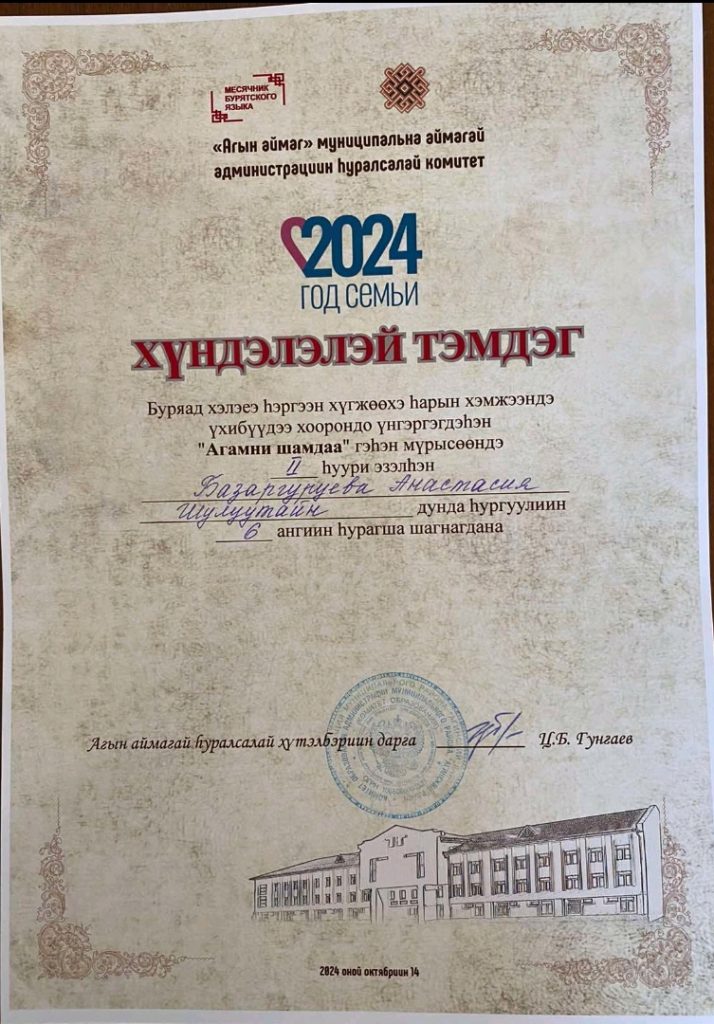 МЕСЯЧНИК
БУРЯТСКОГО
ЯЗЫКА
«Агын аймаг» муниципальна аймагай
администрациин һуралсалай комитет
2024
ГОД СЕМЬИ
ХҮНДЭЛЭЛЭЙ ТЭМДЭГ
Буряад хэлэеэ һэргээн хүгжөөхэ һарын хэмжээндэ
үхибүүдээ хоорондо үнгэргэгдэһэн
"Агамни шамдаа" гэһэн мүрысөөндэ
II һуури эзэлһэн
Базаргуруева Анастасия
Шулуутайн дунда һургуулиин
6 ангиин һурагша шагнагдана
Агын аймагай һуралсалай хүтэлбэриин дарга Ц.Б. Гунгаев
2024 оной октябриин 14